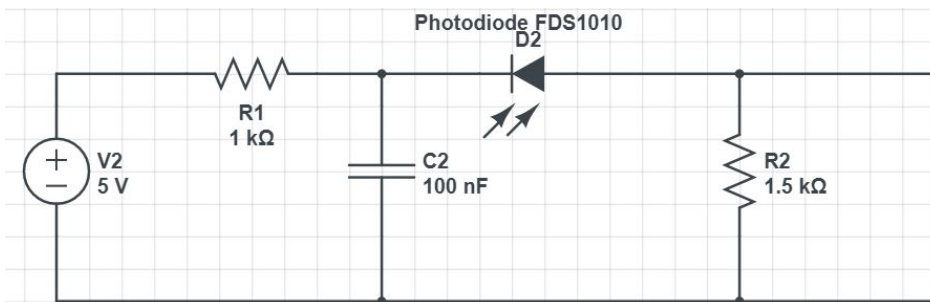 Photodiode FDS1010
D2
R1
1 kΩ
V2
5 V
C2
100 nF
R2
1.5 kΩ